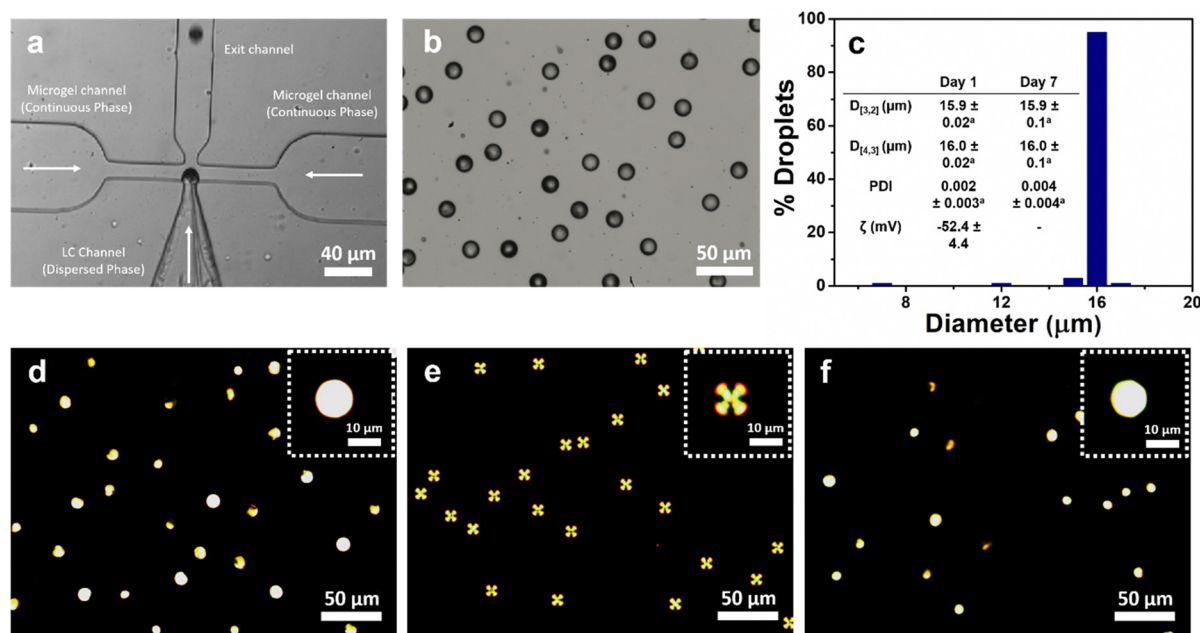 a
Exit channel
Microgel channel
(Continuous Phase)
Microgel channel
(Continuous Phase)
LC Channel
(Dispersed Phase)
40 μm
b
50 μm
c
% Droplets
100
80
60
40
20
0
Day 1 Day 7
D[3,2] (μm) 15.9 ± 0.02ᵃ 15.9 ± 0.1ᵃ
D[4,3] (μm) 16.0 ± 0.02ᵃ 16.0 ± 0.1ᵃ
PDI 0.002 ± 0.003ᵃ 0.004 ± 0.004ᵃ
ζ (mV) -52.4 ± 4.4 -
8 12 16 20
Diameter (μm)
d
10 μm
50 μm
e
10 μm
50 μm
f
10 μm
50 μm